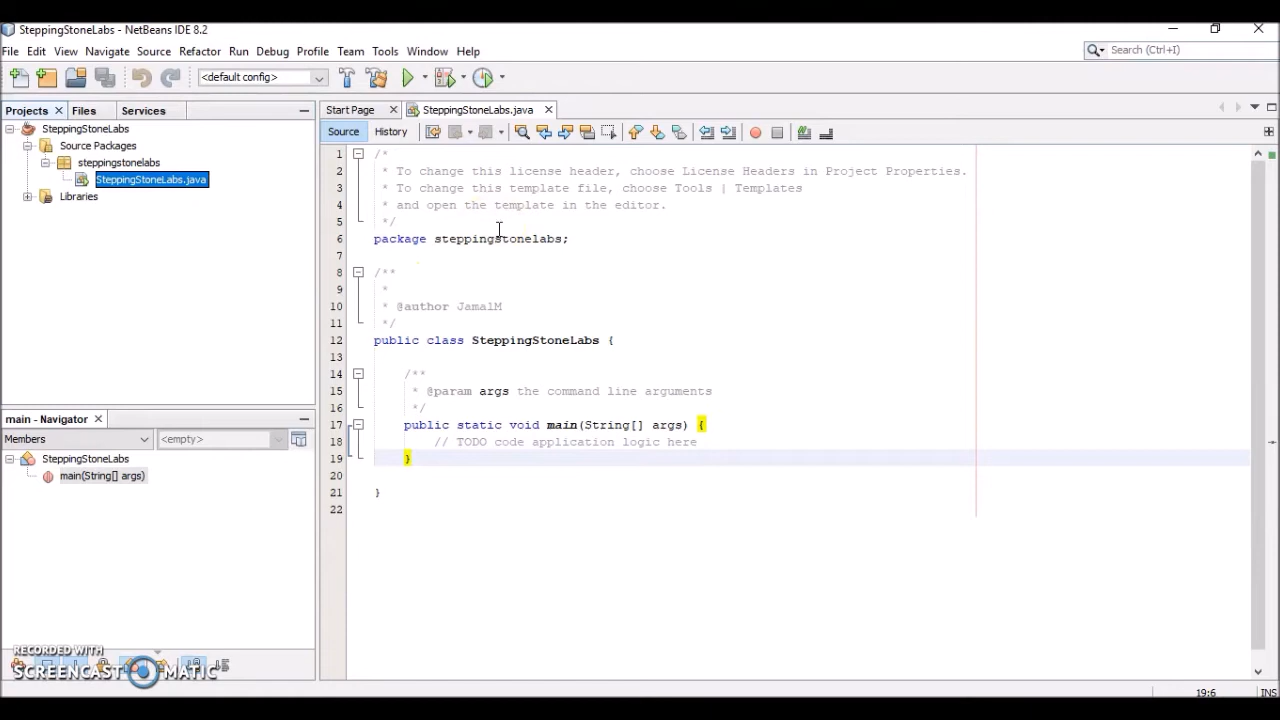 SteppingStoneLabs - NetBeans IDE 8.2
File Edit View Navigate Source Refactor Run Debug Profile Team Tools Window Help
Search (Ctrl+I)
<default config>
Projects Files Services
SteppingStoneLabs
Source Packages
steppingstonelabs
SteppingStoneLabs.java
Libraries
main - Navigator
Members <empty>
SteppingStoneLabs
main(String[] args)
RECORDED WITH
SCREENCAST MATIC
Start Page SteppingStoneLabs.java
Source History
1 /*
2 * To change this license header, choose License Headers in Project Properties.
3 * To change this template file, choose Tools | Templates
4 * and open the template in the editor.
5 */
6 package steppingstonelabs;
7
8 /**
9 *
10 * @author JamalM
11 */
12 public class SteppingStoneLabs {
13
14 /**
15 * @param args the command line arguments
16 */
17 public static void main(String[] args) {
18 // TODO code application logic here
19 }
20
21 }
22
19:6 INS